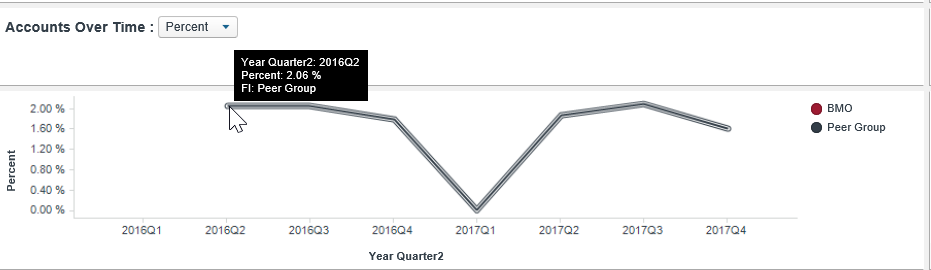 Accounts Over Time :
Percent
Year Quarter2: 2016Q2
Percent: 2.06 %
FI: Peer Group
2.00 %
1.60 %
1.20 %
0.80 %
0.40 %
0.00 %
Percent
2016Q1 2016Q2 2016Q3 2016Q4 2017Q1 2017Q2 2017Q3 2017Q4
Year Quarter2
BMO
Peer Group